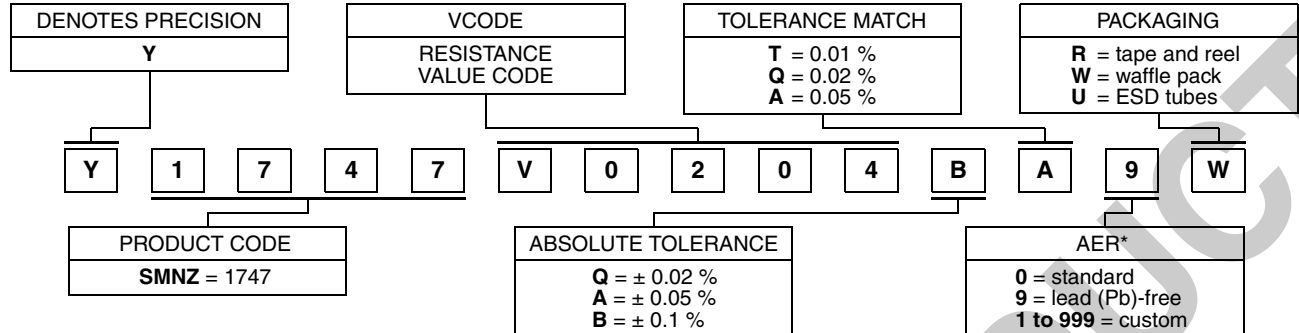 DENOTES PRECISION
Y
VCODE
RESISTANCE
VALUE CODE
TOLERANCE MATCH
T = 0.01 %
Q = 0.02 %
A = 0.05 %
PACKAGING
R = tape and reel
W = waffle pack
U = ESD tubes
Y 1 7 4 7 V 0 2 0 4 B A 9 W
PRODUCT CODE
SMNZ = 1747
ABSOLUTE TOLERANCE
Q = ± 0.02 %
A = ± 0.05 %
B = ± 0.1 %
AER*
0 = standard
9 = lead (Pb)-free
1 to 999 = custom